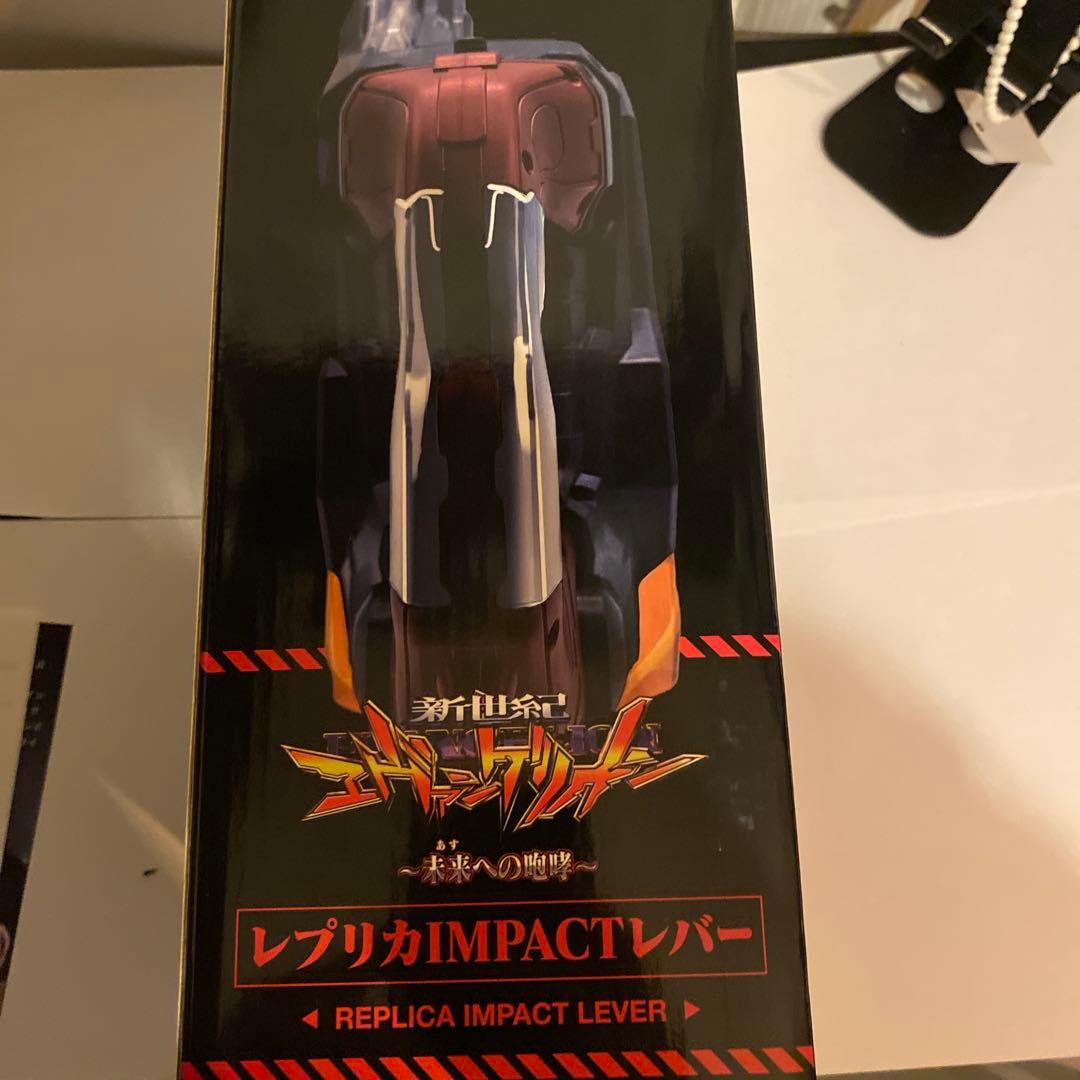 新世紀
EVANGELION
エヴァンゲリオン
あす
～未来への咆哮～
レプリカIMPACTレバー
◀ REPLICA IMPACT LEVER ▶